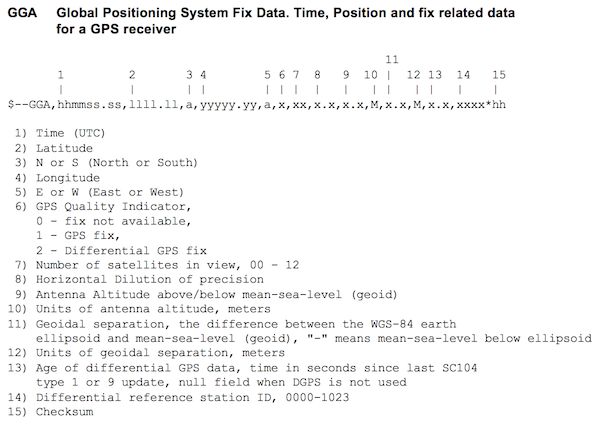 GGA Global Positioning System Fix Data. Time, Position and fix related data
for a GPS receiver
11
1 2 3 4 5 6 7 8 9 10 | 12 13 14 15
| | | | | | | | | | | | | | |
$--GGA,hhmmss.ss,llll.ll,a,yyyyy.yy,a,x,xx,x.x,x.x,M,x.x,M,x.x,xxxx*hh
1) Time (UTC)
2) Latitude
3) N or S (North or South)
4) Longitude
5) E or W (East or West)
6) GPS Quality Indicator,
0 - fix not available,
1 - GPS fix,
2 - Differential GPS fix
7) Number of satellites in view, 00 - 12
8) Horizontal Dilution of precision
9) Antenna Altitude above/below mean-sea-level (geoid)
10) Units of antenna altitude, meters
11) Geoidal separation, the difference between the WGS-84 earth
ellipsoid and mean-sea-level (geoid), "-" means mean-sea-level below ellipsoid
12) Units of geoidal separation, meters
13) Age of differential GPS data, time in seconds since last SC104
type 1 or 9 update, null field when DGPS is not used
14) Differential reference station ID, 0000-1023
15) Checksum